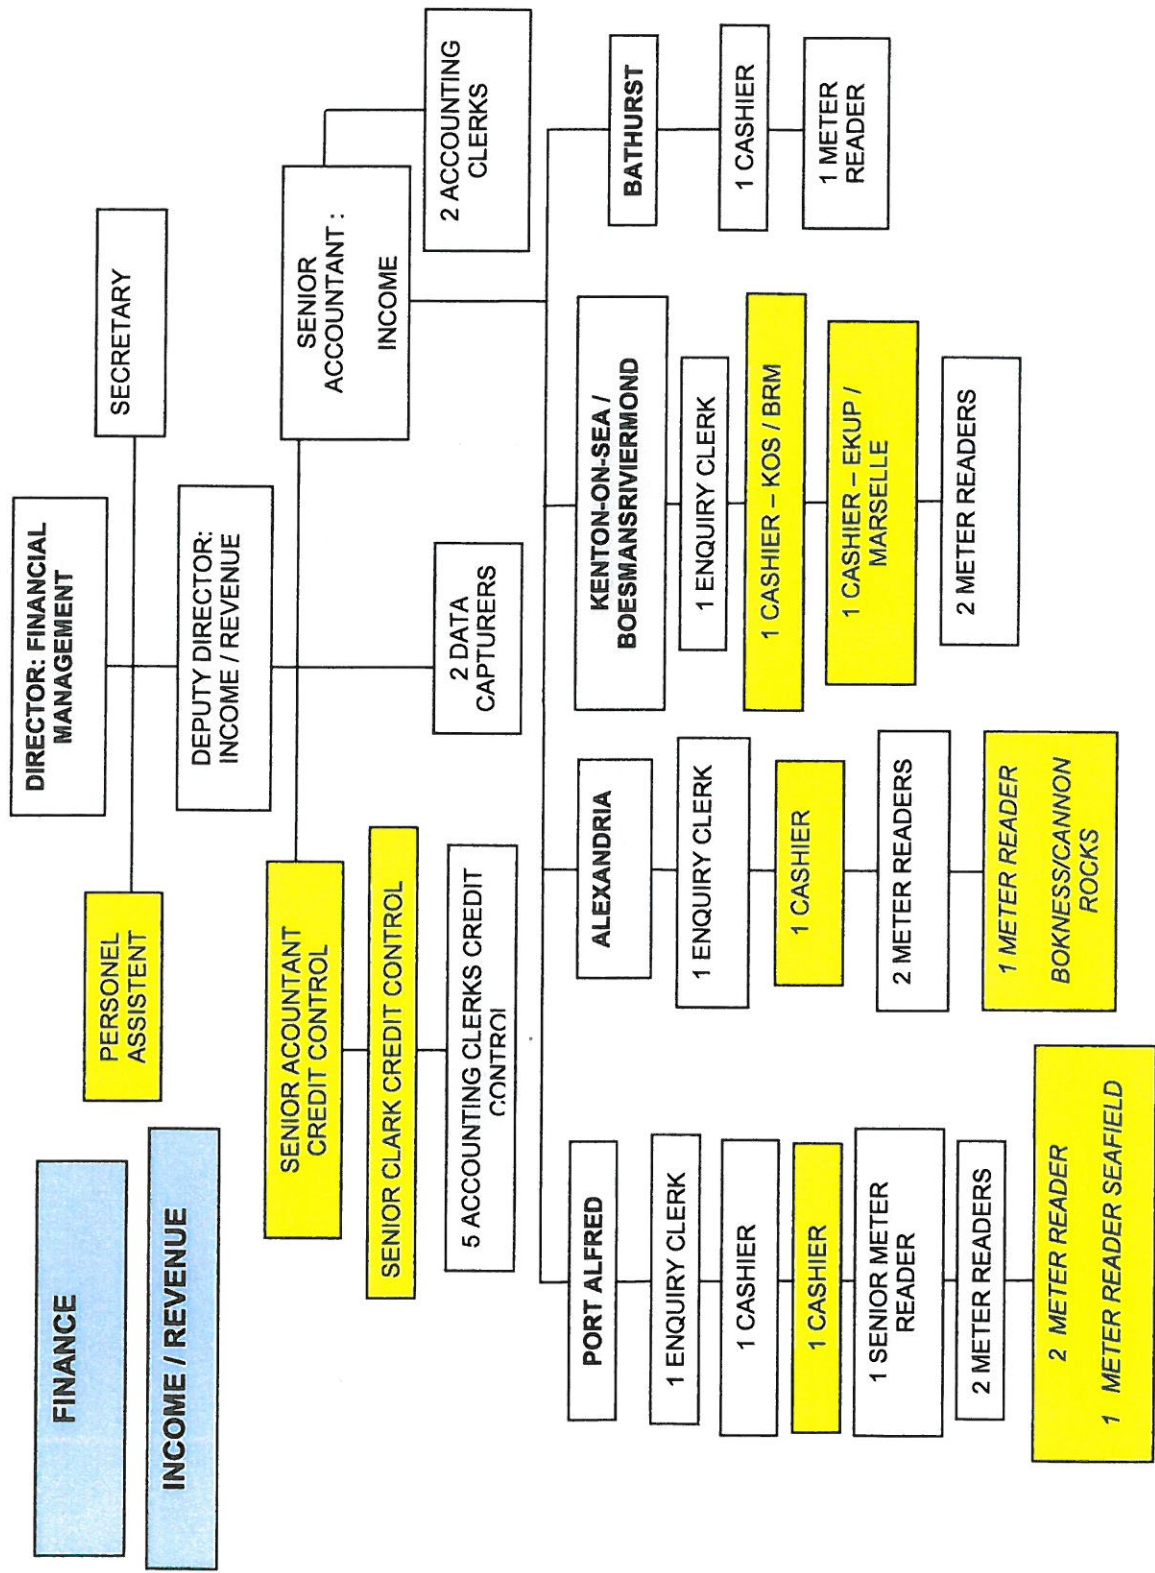 FINANCE
INCOME / REVENUE
DIRECTOR: FINANCIAL
MANAGEMENT
PERSONEL
ASSISTENT
SECRETARY
DEPUTY DIRECTOR:
INCOME / REVENUE
SENIOR ACOUNTANT
CREDIT CONTROL
SENIOR CLARK CREDIT CONTROL
5 ACCOUNTING CLERKS CREDIT
CONTROL
2 DATA
CAPTURERS
SENIOR
ACCOUNTANT :
INCOME
2 ACCOUNTING
CLERKS
PORT ALFRED
1 ENQUIRY CLERK
1 CASHIER
1 CASHIER
1 SENIOR METER
READER
2 METER READERS
2 METER READER
1 METER READER SEAFIELD
ALEXANDRIA
1 ENQUIRY CLERK
1 CASHIER
2 METER READERS
1 METER READER
BOKNESS/CANNON
ROCKS
KENTON-ON-SEA /
BOESMANSRIVIERMOND
1 ENQUIRY CLERK
1 CASHIER – KOS / BRM
1 CASHIER – EKUP /
MARSELLE
2 METER READERS
BATHURST
1 CASHIER
1 METER
READER